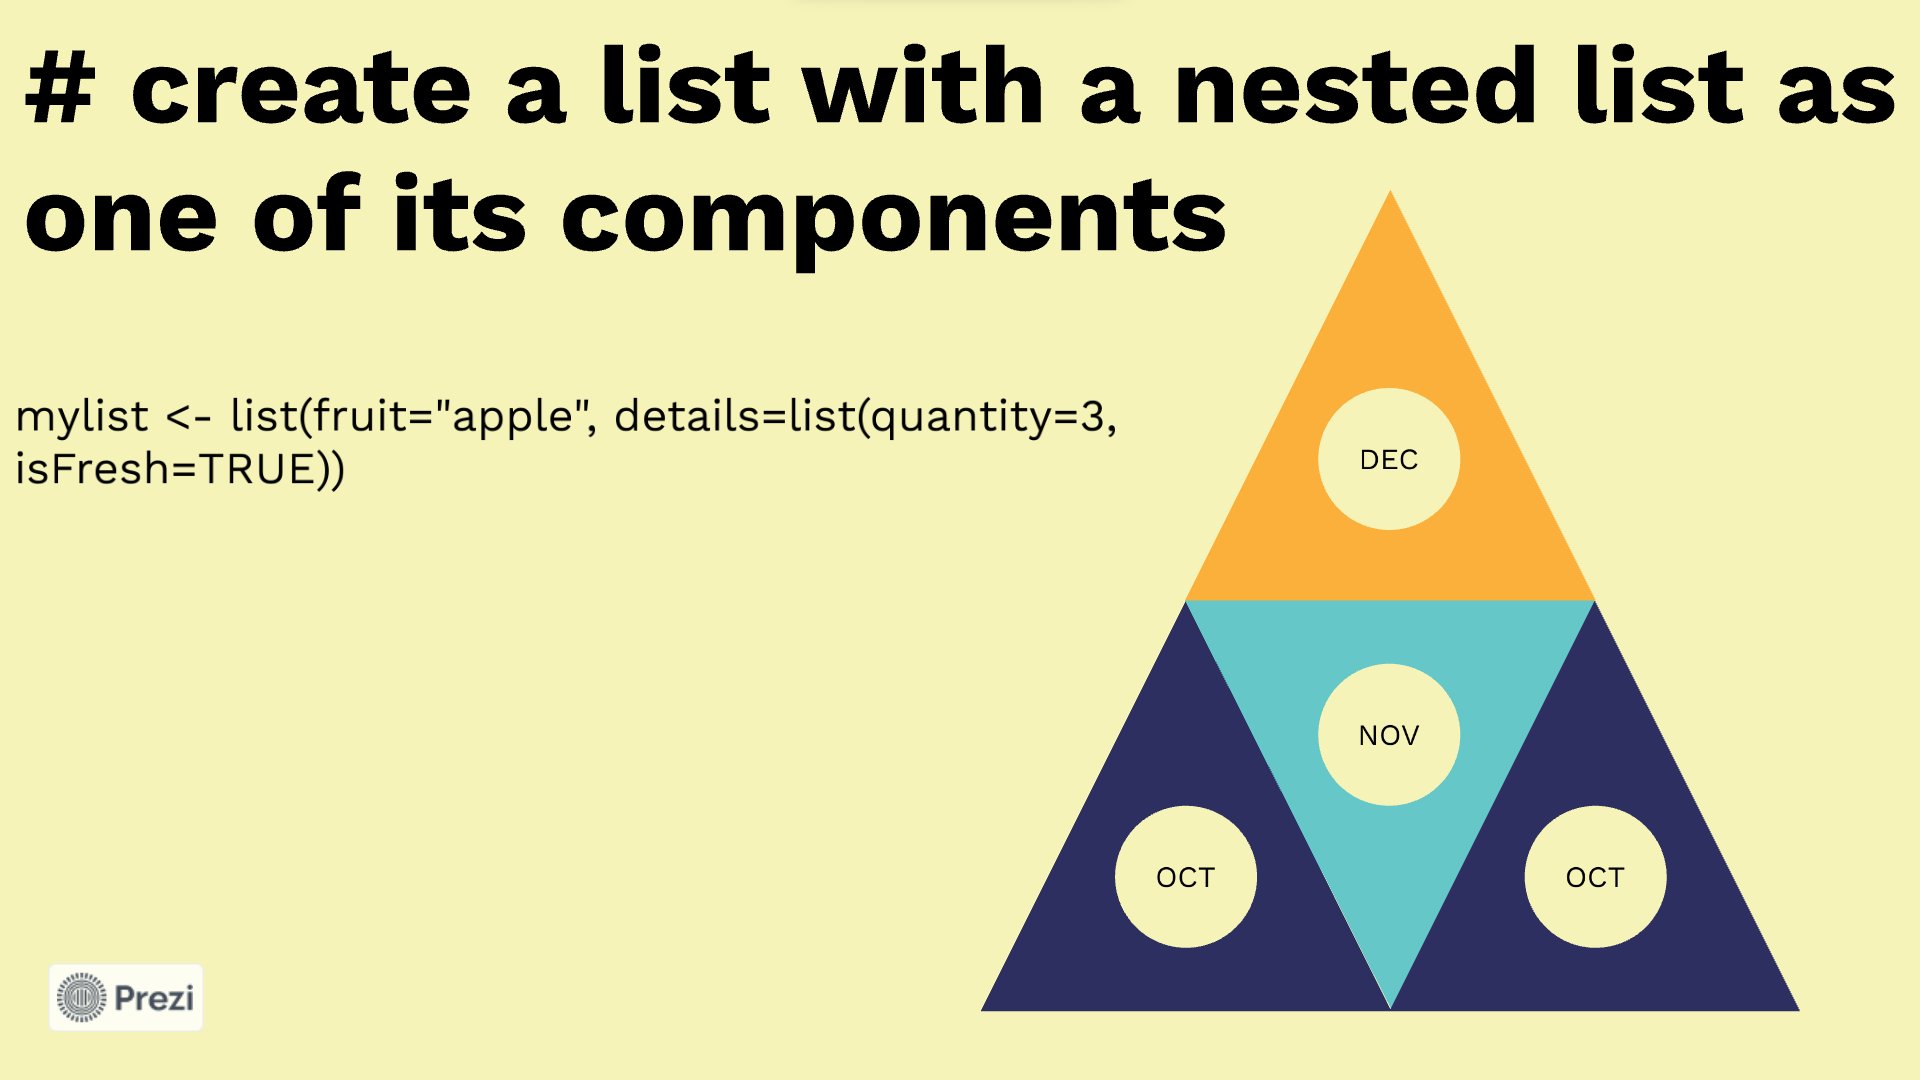 # create a list with a nested list as
one of its components
mylist <- list(fruit="apple", details=list(quantity=3,
isFresh=TRUE))
DEC
NOV
OCT
OCT
Prezi